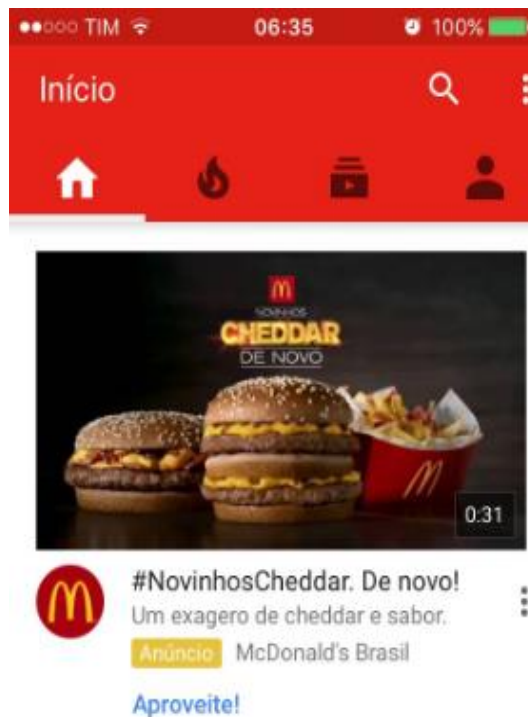 TIM 06:35 100%
Início
NOVINHOS
CHEDDAR
DE NOVO
0:31
#NovinhosCheddar. De novo!
Um exagero de cheddar e sabor.
Anúncio McDonald's Brasil
Aproveite!